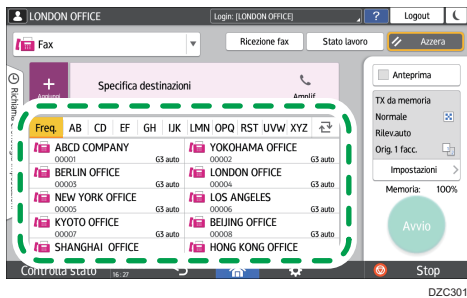 LONDON OFFICE
Login: [LONDON OFFICE]
?
Logout
Fax
Ricezione fax
Stato lavoro
Azzera
Specifica destinazioni
Anteprima
TX da memoria
Normale
Rilev.auto
Orig. 1 facc.
Impostazioni
Memoria: 100%
Avvio
Freq. AB CD EF GH IJK LMN OPQ RST UVW XYZ
ABCD COMPANY
00001 G3 auto
YOKOHAMA OFFICE
00002 G3 auto
BERLIN OFFICE
00003 G3 auto
LONDON OFFICE
00004 G3 auto
NEW YORK OFFICE
00005 G3 auto
LOS ANGELES
00006 G3 auto
KYOTO OFFICE
00007 G3 auto
BEIJING OFFICE
00008 G3 auto
SHANGHAI OFFICE
HONG KONG OFFICE
Controlla stato
16:27
Stop
DZC301